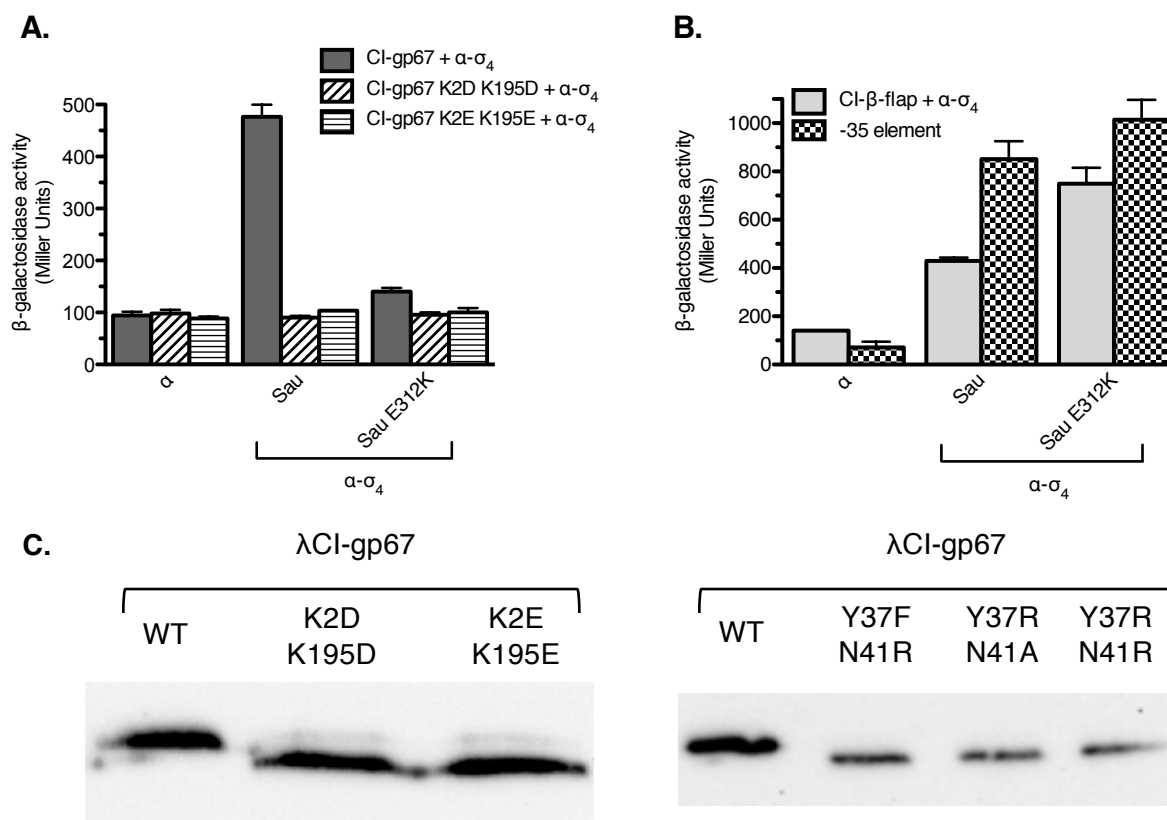 A.
CI-gp67 + α-σ4
CI-gp67 K2D K195D + α-σ4
CI-gp67 K2E K195E + α-σ4
β-galactosidase activity
(Miller Units)
500
400
300
200
100
0
α
Sau
Sau E312K
α-σ4
B.
CI-β-flap + α-σ4
-35 element
β-galactosidase activity
(Miller Units)
1000
800
600
400
200
0
α
Sau
Sau E312K
α-σ4
C.
λCI-gp67
WT
K2D
K195D
K2E
K195E
λCI-gp67
WT
Y37F
N41R
Y37R
N41A
Y37R
N41R